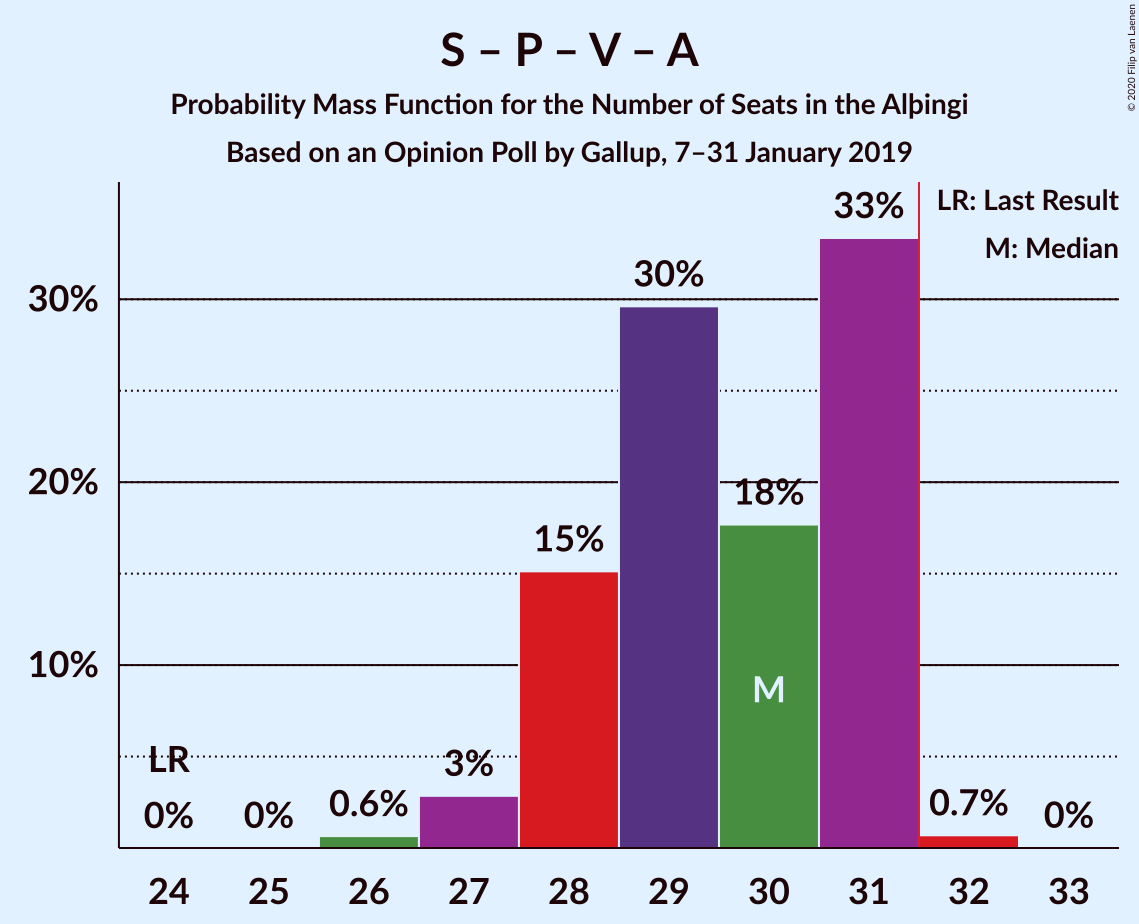 S – P – V – A
Probability Mass Function for the Number of Seats in the Alþingi
Based on an Opinion Poll by Gallup, 7–31 January 2019
© 2020 Filip van Laenen
LR: Last Result
M: Median
33%
30%
30%
20%
18%
15%
10%
M
LR
3%
0%
0%
0.6%
0.7%
0%
24 25 26 27 28 29 30 31 32 33